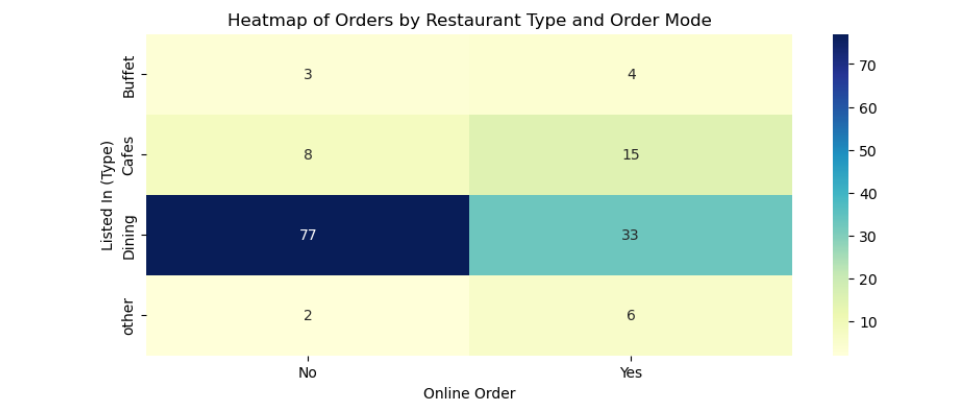 Heatmap of Orders by Restaurant Type and Order Mode
Listed In (Type)
Buffet
3
4
Cafes
8
15
Dining
77
33
other
2
6
No
Yes
Online Order
70
60
50
40
30
20
10